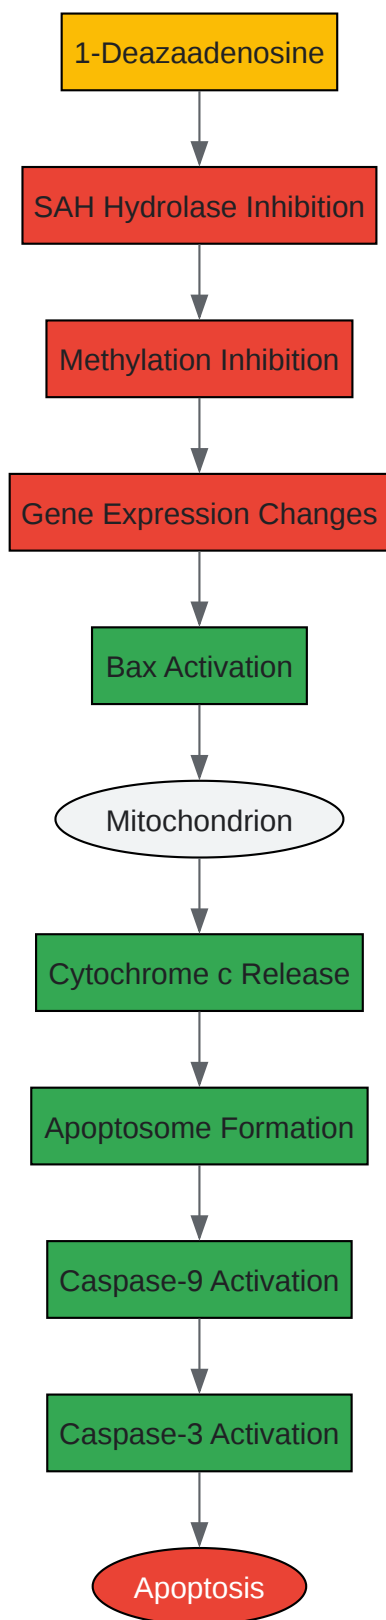 1-Deazaadenosine
SAH Hydrolase Inhibition
Methylation Inhibition
Gene Expression Changes
Bax Activation
Mitochondrion
Cytochrome c Release
Apoptosome Formation
Caspase-9 Activation
Caspase-3 Activation
Apoptosis